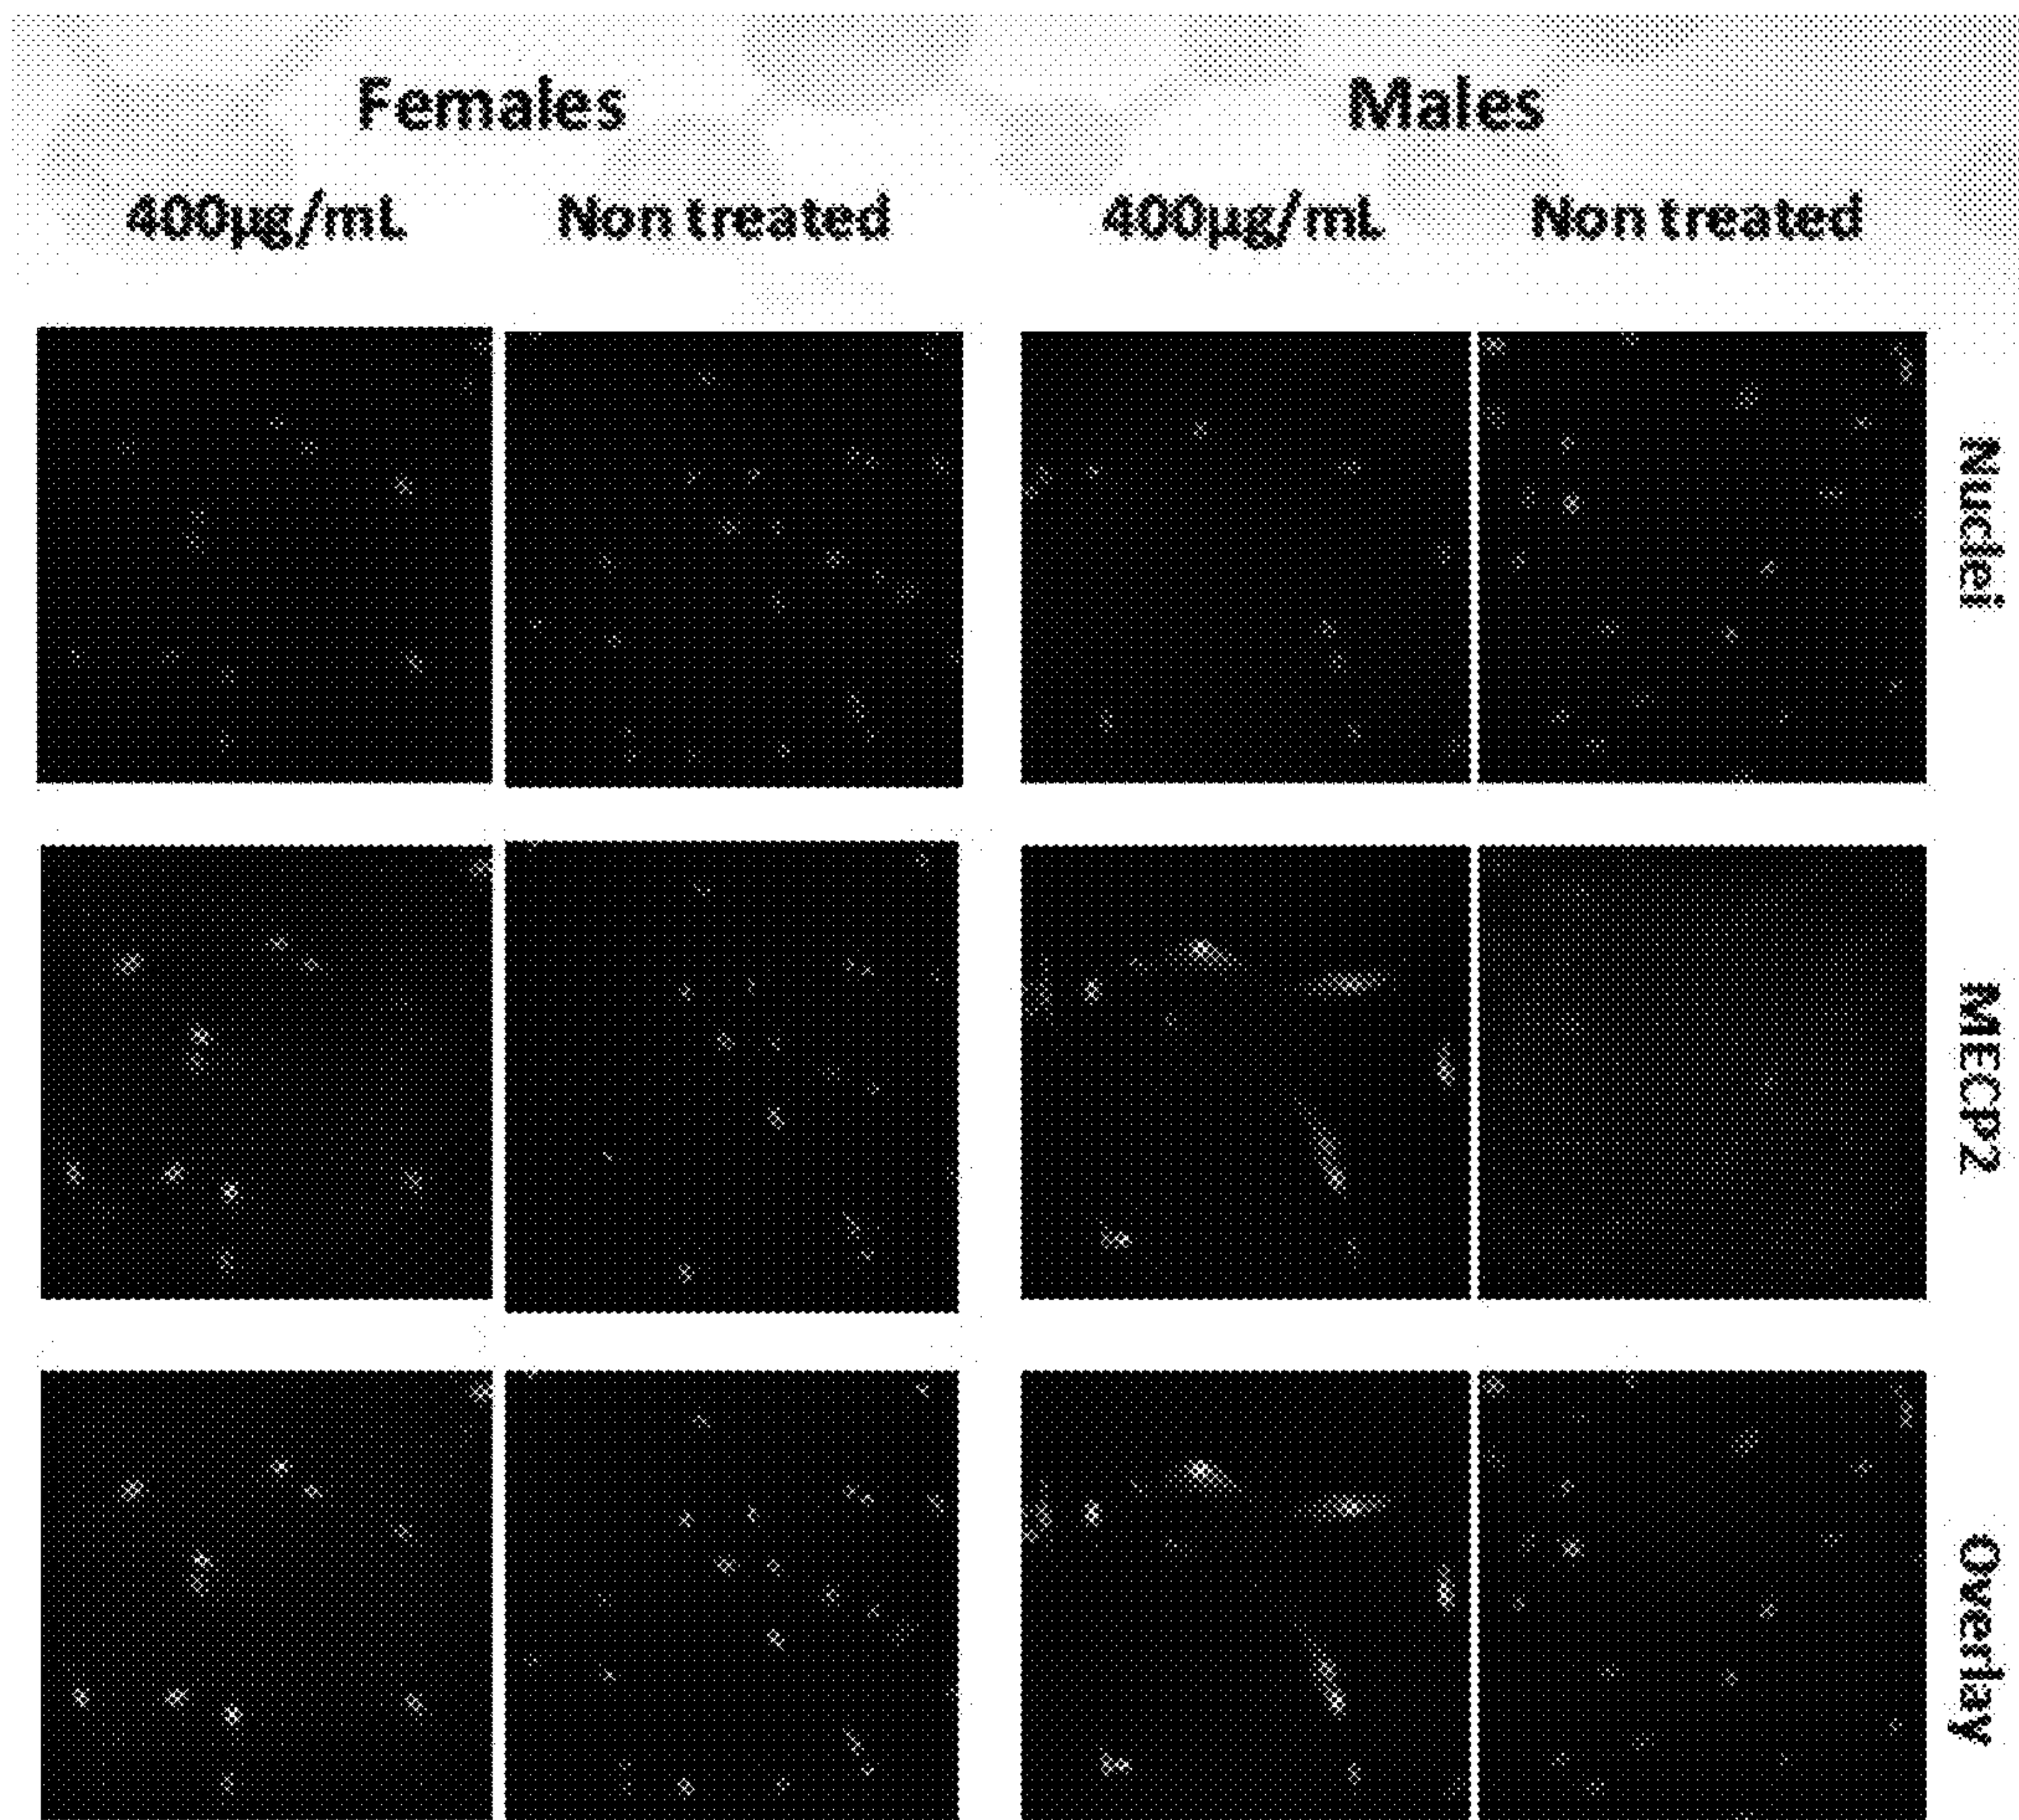 Females Males
400µg/mL Non treated 400µg/mL Non treated
Nuclei
MECP2
Overlay